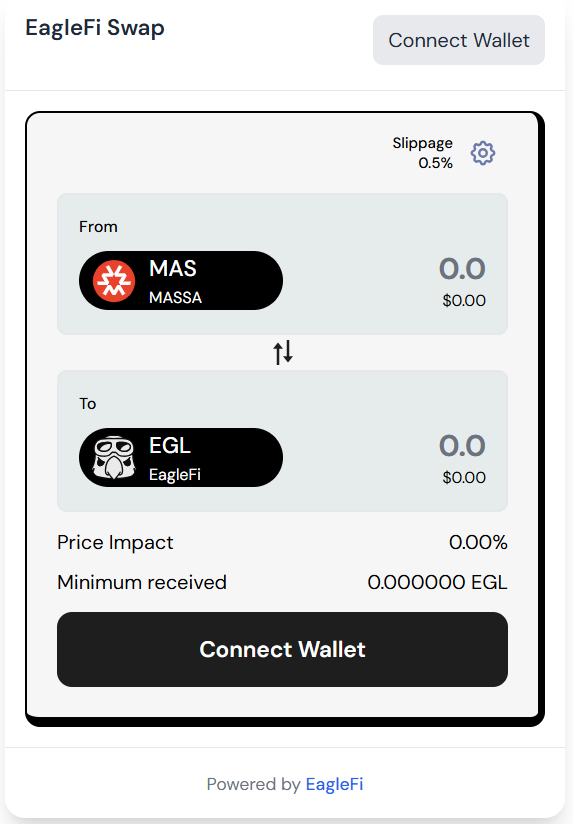 EagleFi Swap
Connect Wallet
Slippage
0.5%
From
MAS
MASSA
0.0
$0.00
To
EGL
EagleFi
0.0
$0.00
Price Impact
0.00%
Minimum received
0.000000 EGL
Connect Wallet
Powered by EagleFi